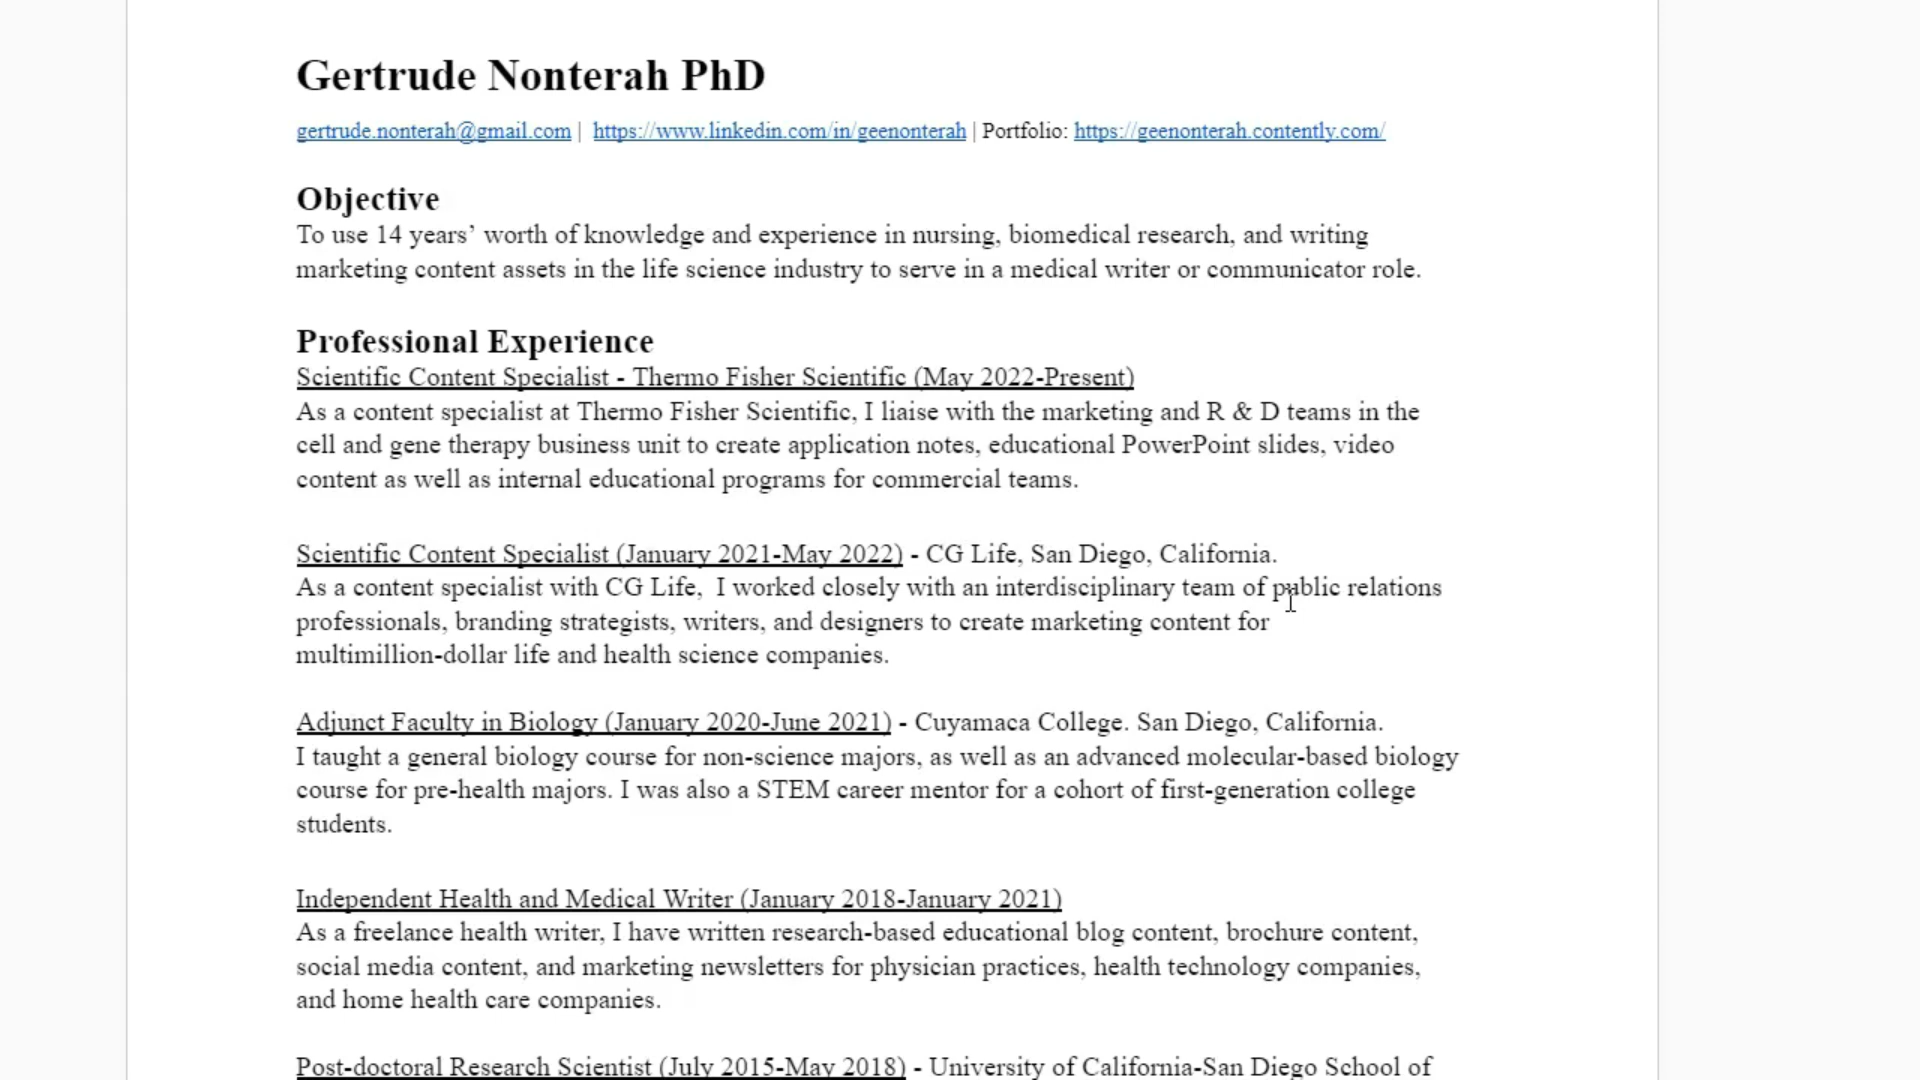 Gertrude Nonterah PhD
gertrude.nonterah@gmail.com | https://www.linkedin.com/in/geenonterah | Portfolio: https://geenonterah.contently.com/
Objective
To use 14 years’ worth of knowledge and experience in nursing, biomedical research, and writing
marketing content assets in the life science industry to serve in a medical writer or communicator role.
Professional Experience
Scientific Content Specialist - Thermo Fisher Scientific (May 2022-Present)
As a content specialist at Thermo Fisher Scientific, I liaise with the marketing and R & D teams in the
cell and gene therapy business unit to create application notes, educational PowerPoint slides, video
content as well as internal educational programs for commercial teams.
Scientific Content Specialist (January 2021-May 2022) - CG Life, San Diego, California.
As a content specialist with CG Life,  I worked closely with an interdisciplinary team of public relations
professionals, branding strategists, writers, and designers to create marketing content for
multimillion-dollar life and health science companies.
Adjunct Faculty in Biology (January 2020-June 2021) - Cuyamaca College. San Diego, California.
I taught a general biology course for non-science majors, as well as an advanced molecular-based biology
course for pre-health majors. I was also a STEM career mentor for a cohort of first-generation college
students.
Independent Health and Medical Writer (January 2018-January 2021)
As a freelance health writer, I have written research-based educational blog content, brochure content,
social media content, and marketing newsletters for physician practices, health technology companies,
and home health care companies.
Post-doctoral Research Scientist (July 2015-May 2018) - University of California-San Diego School of